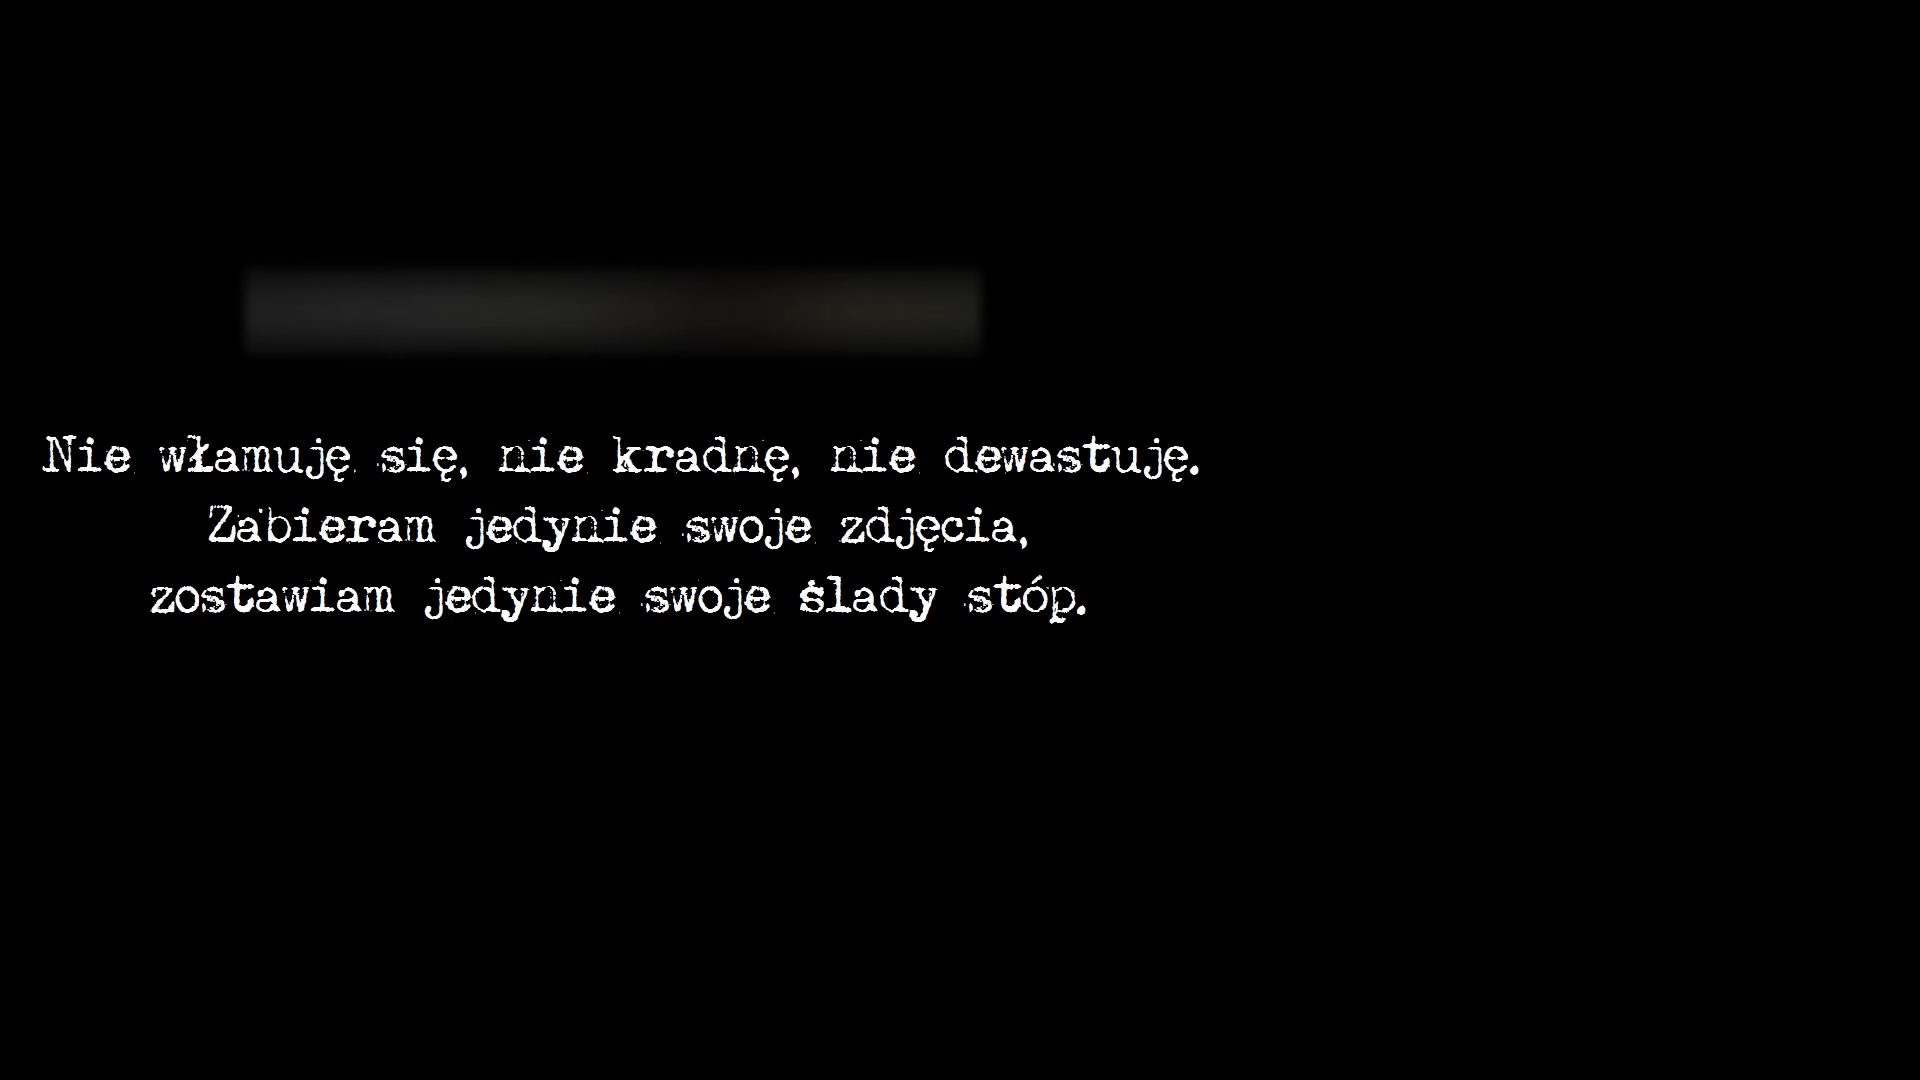 Nie włamuję się, nie kradnę, nie dewastuję.
Zabieram jedynie swoje zdjęcia,
zostawiam jedynie swoje ślady stóp.